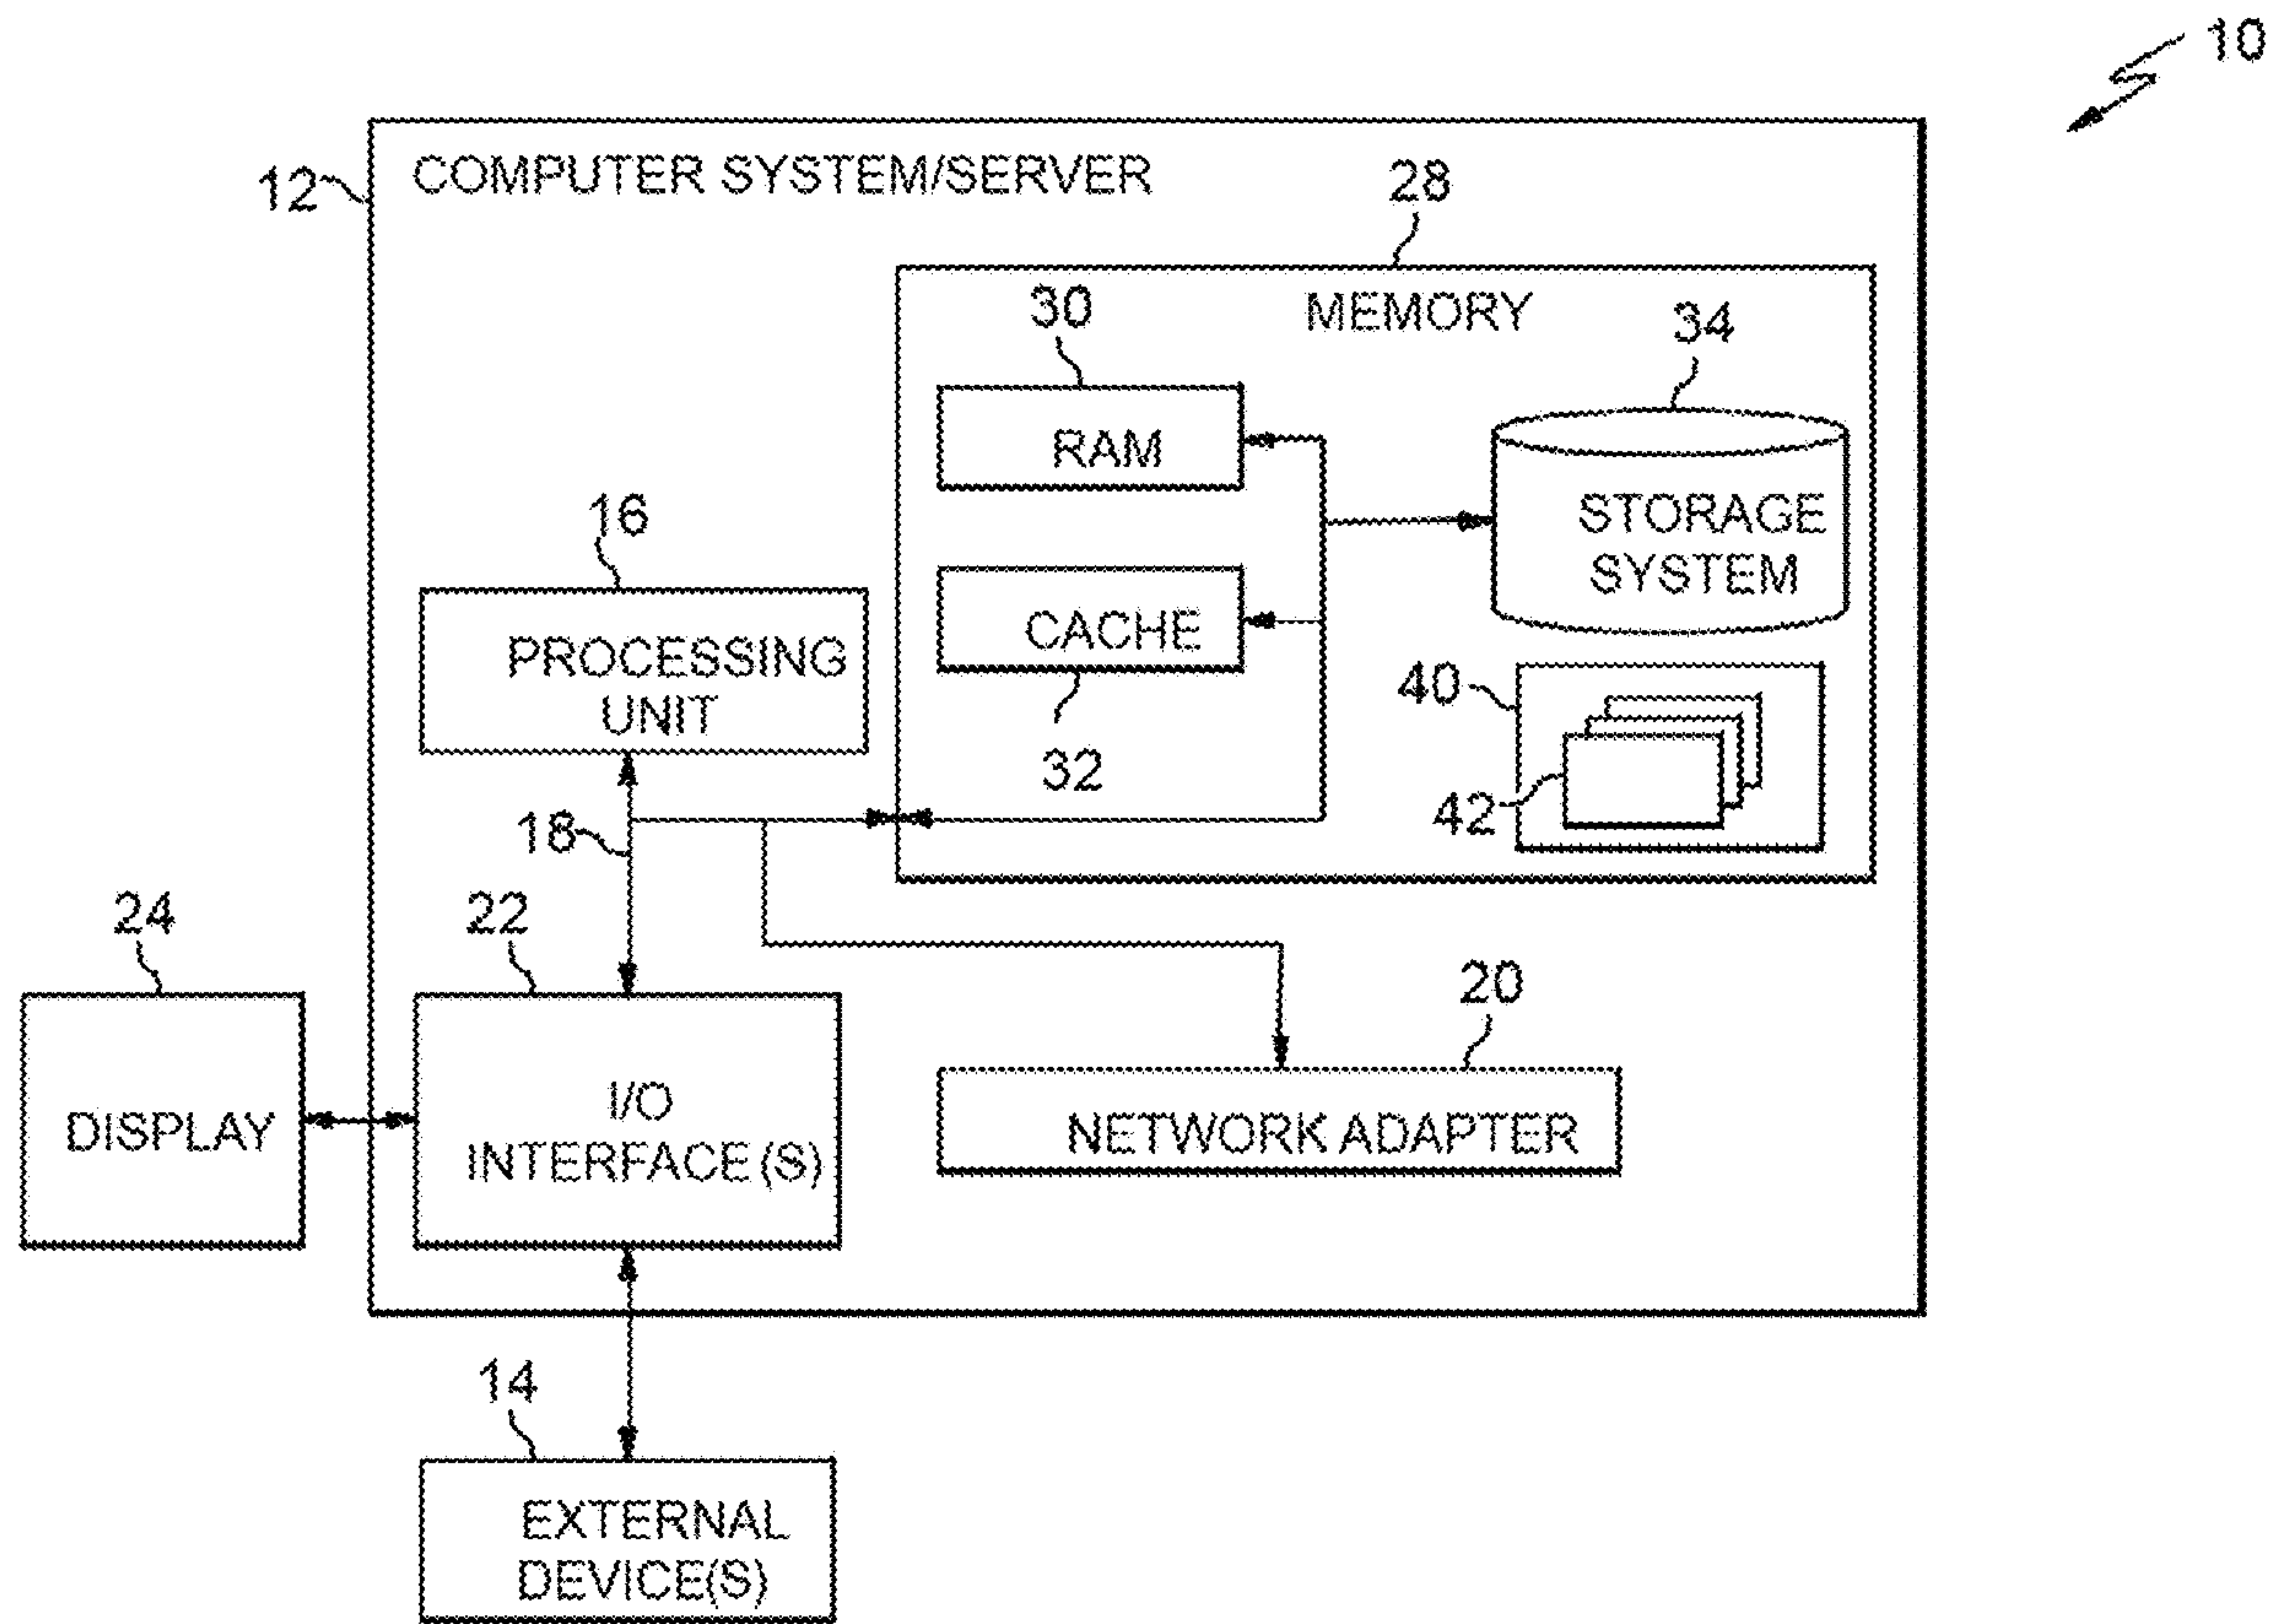 10
12
COMPUTER SYSTEM/SERVER
28
MEMORY
30
34
RAM
STORAGE
SYSTEM
16
CACHE
PROCESSING
UNIT
32
40
42
18
24
22
20
DISPLAY
I/O
INTERFACE(S)
NETWORK ADAPTER
14
EXTERNAL
DEVICE(S)